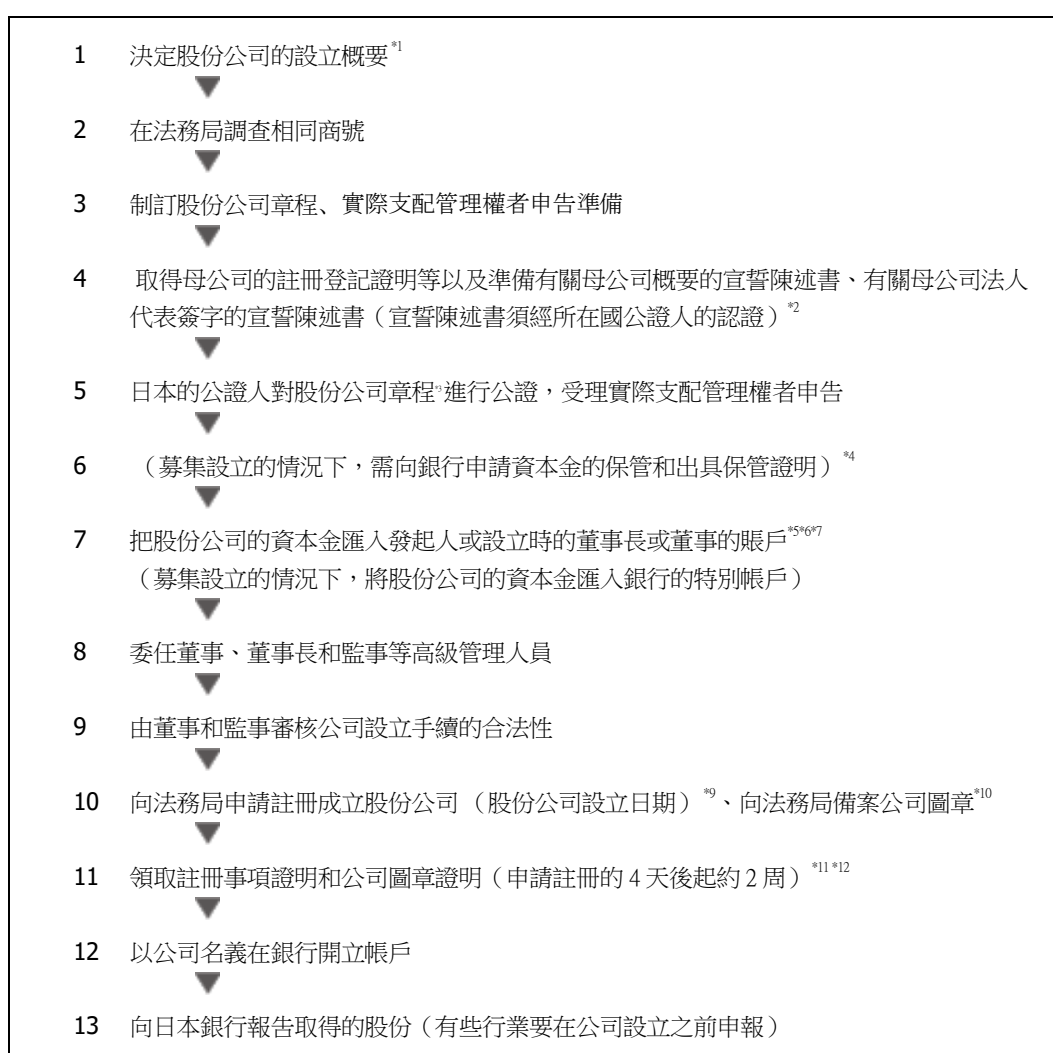 1 決定股份公司的設立概要*1
2 在法務局調查相同商號
3 制訂股份公司章程、實際支配管理權者申告準備
4 取得母公司的註冊登記證明等以及準備有關母公司概要的宣誓陳述書、有關母公司法人
代表簽字的宣誓陳述書（宣誓陳述書須經所在國公證人的認證）*2
5 日本的公證人對股份公司章程*3進行公證，受理實際支配管理權者申告
6 （募集設立的情況下，需向銀行申請資本金的保管和出具保管證明）*4
7 把股份公司的資本金匯入發起人或設立時的董事長或董事的賬戶*5*6*7
（募集設立的情況下，將股份公司的資本金匯入銀行的特別帳戶）
8 委任董事、董事長和監事等高級管理人員
9 由董事和監事審核公司設立手續的合法性
10 向法務局申請註冊成立股份公司（股份公司設立日期）*9、向法務局備案公司圖章*10
11 領取註冊事項證明和公司圖章證明（申請註冊的 4 天後起約 2 周）*11 *12
12 以公司名義在銀行開立帳戶
13 向日本銀行報告取得的股份（有些行業要在公司設立之前申報）